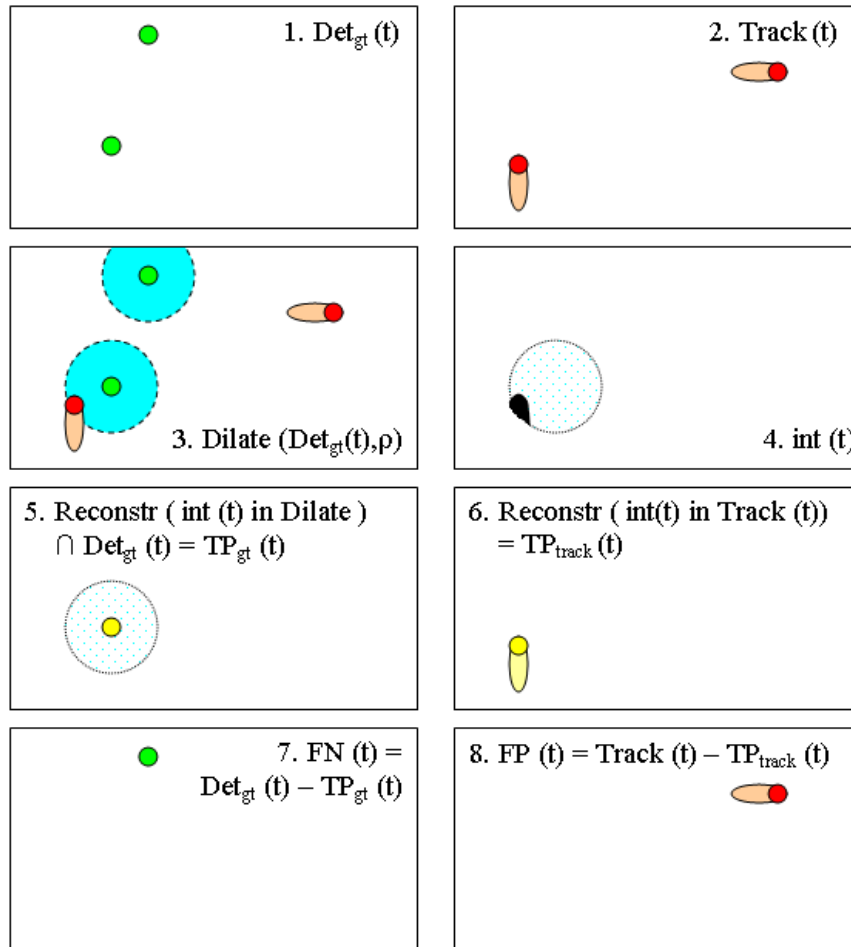 1. Detgt (t)
2. Track (t)
3. Dilate (Detgt(t),ρ)
4. int (t)
5. Reconstr ( int (t) in Dilate )
∩ Detgt (t) = TPgt (t)
6. Reconstr ( int(t) in Track (t))
= TPtrack (t)
7. FN (t) =
Detgt (t) – TPgt (t)
8. FP (t) = Track (t) – TPtrack (t)